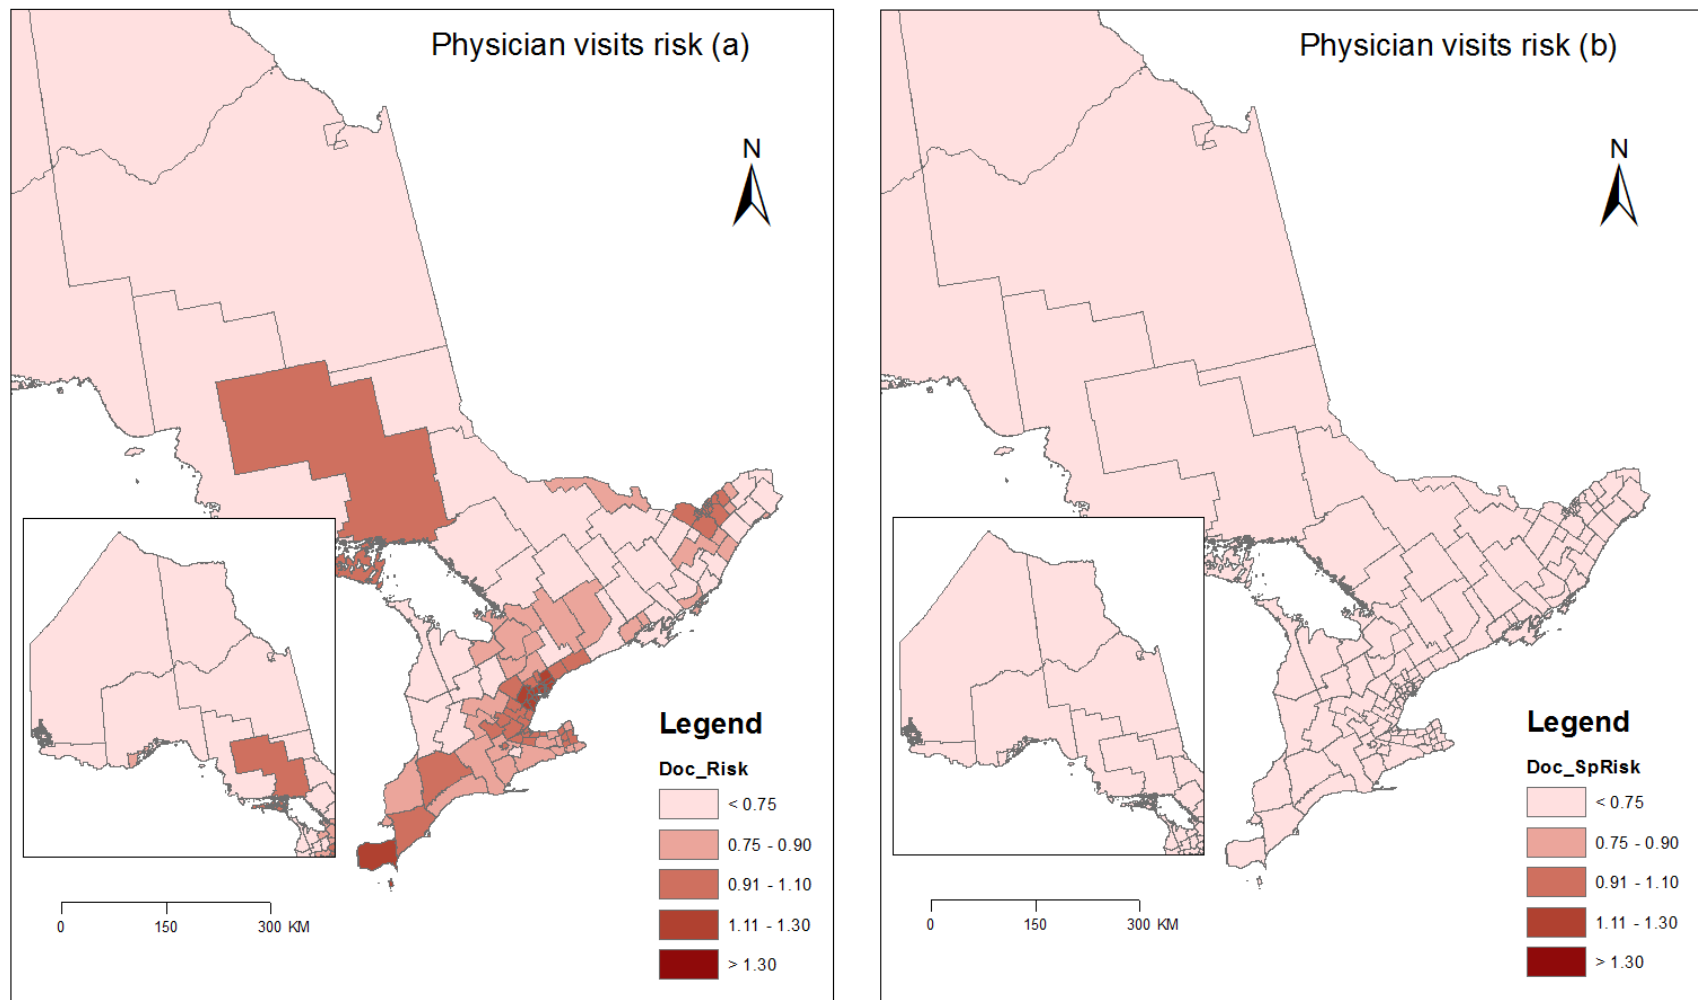 Physician visits risk (a)
N
Legend
Doc_Risk
< 0.75
0.75 - 0.90
0.91 - 1.10
1.11 - 1.30
> 1.30
0 150 300 KM
Physician visits risk (b)
N
Legend
Doc_SpRisk
< 0.75
0.75 - 0.90
0.91 - 1.10
1.11 - 1.30
> 1.30
0 150 300 KM